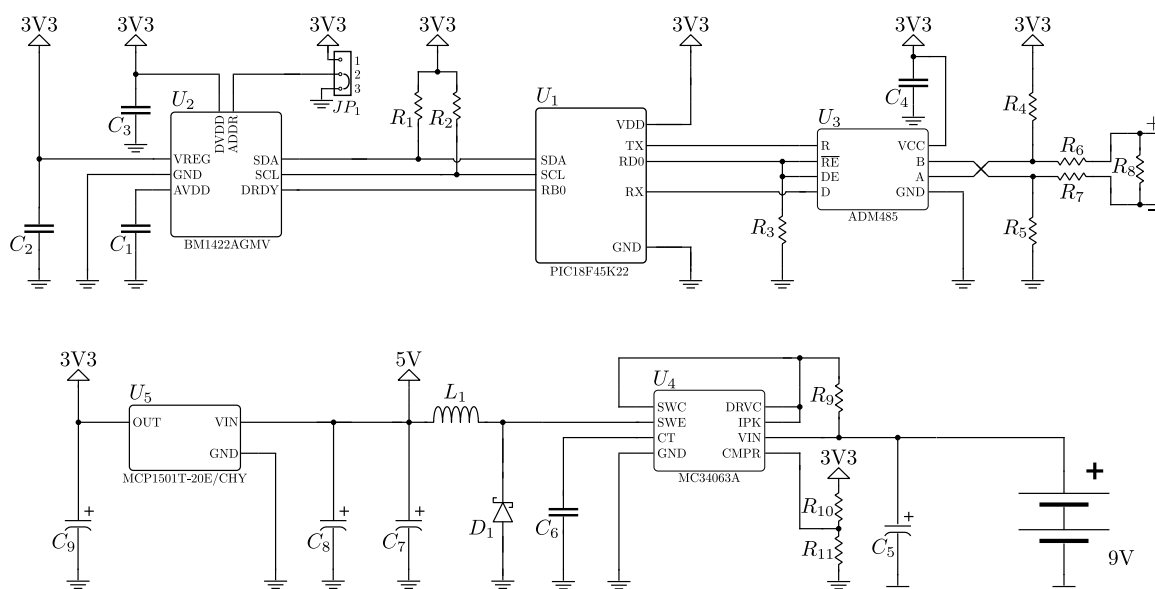 3V3 3V3 3V3 3V3 3V3 3V3 3V3
1
2
3
JP1
C3
U2
DVDD
ADDR
VREG
GND
AVDD
SDA
SCL
DRDY
BM1422AGMV
C2
C1
R1 R2
U1
VDD
TX
RD0
RX
GND
SDA
SCL
RB0
PIC18F45K22
R3
C4
U3
R
RE
DE
D
VCC
B
A
GND
ADM485
R4
R5
R6
R7
R8
+
−
3V3
U5
OUT
VIN
GND
MCP1501T-20E/CHY
+
C9
5V
L1
+
C8
+
C7
D1
C6
U4
SWC
SWE
CT
GND
DRVC
IPK
VIN
CMPR
MC34063A
R9
3V3
R10
R11
+
C5
+
9V